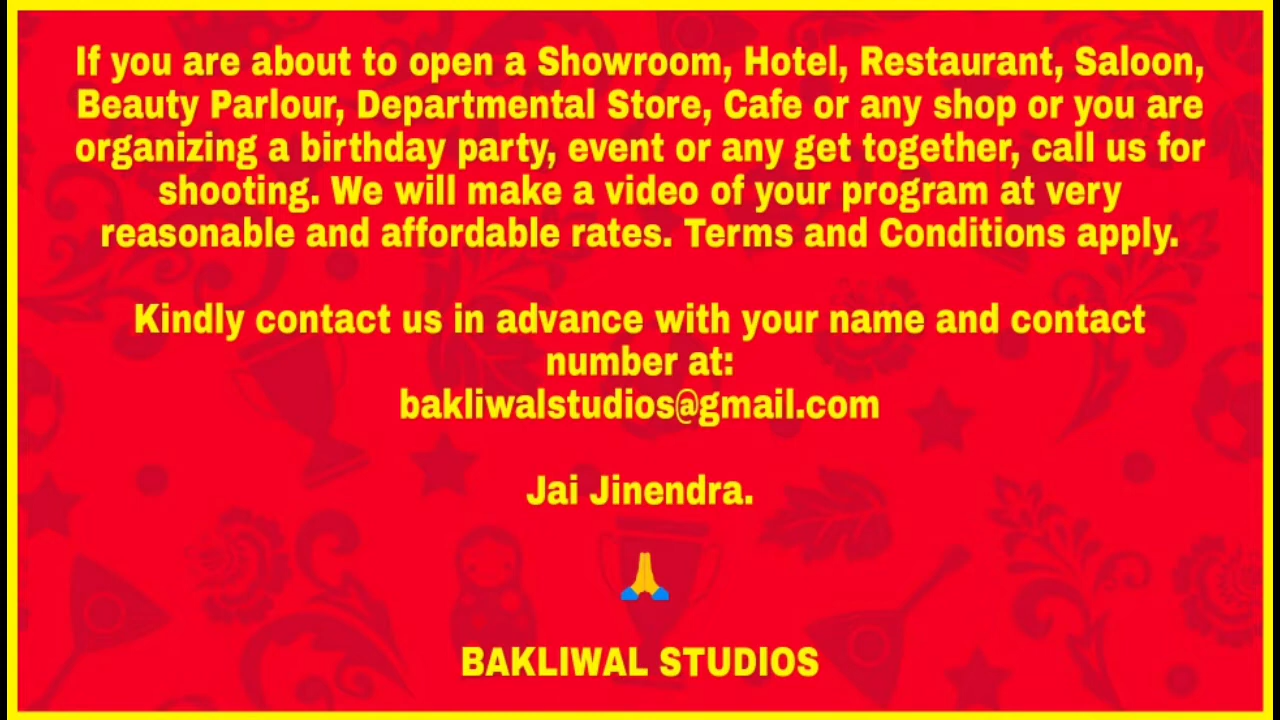 If you are about to open a Showroom, Hotel, Restaurant, Saloon,
Beauty Parlour, Departmental Store, Cafe or any shop or you are
organizing a birthday party, event or any get together, call us for
shooting. We will make a video of your program at very
reasonable and affordable rates. Terms and Conditions apply.
Kindly contact us in advance with your name and contact
number at:
bakliwalstudios@gmail.com
Jai Jinendra.
🙏
BAKLIWAL STUDIOS